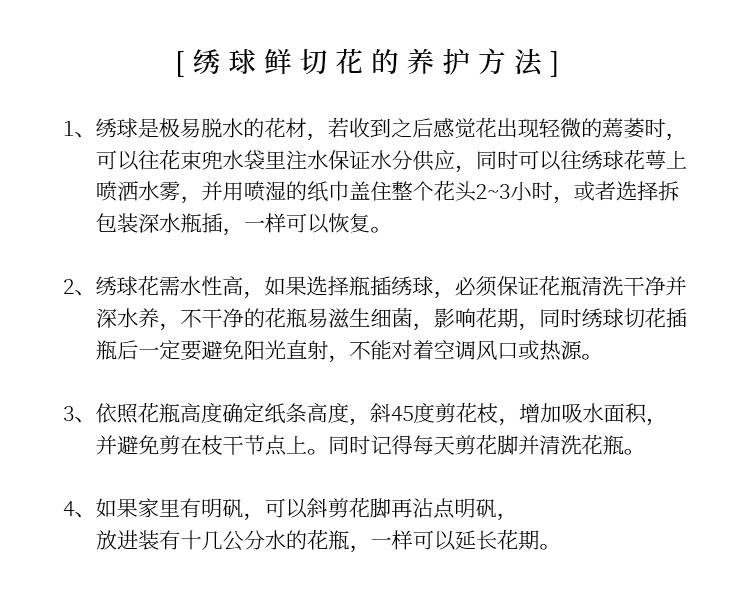 [绣球鲜切花的养护方法]
1、绣球是极易脱水的花材，若收到之后感觉花出现轻微的蔫萎时，
可以往花束兜水袋里注水保证水分供应，同时可以往绣球花萼上
喷洒水雾，并用喷湿的纸巾盖住整个花头2~3小时，或者选择拆
包装深水瓶插，一样可以恢复。
2、绣球花需水性高，如果选择瓶插绣球，必须保证花瓶清洗干净并
深水养，不干净的花瓶易滋生细菌，影响花期，同时绣球切花插
瓶后一定要避免阳光直射，不能对着空调风口或热源。
3、依照花瓶高度确定纸条高度，斜45度剪花枝，增加吸水面积，
并避免剪在枝干节点上。同时记得每天剪花脚并清洗花瓶。
4、如果家里有明矾，可以斜剪花脚再沾点明矾，
放进装有十几公分水的花瓶，一样可以延长花期。